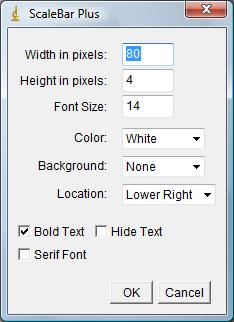 ScaleBar Plus
Width in pixels: 80
Height in pixels: 4
Font Size: 14
Color: White
Background: None
Location: Lower Right
Bold Text Hide Text
Serif Font
OK Cancel